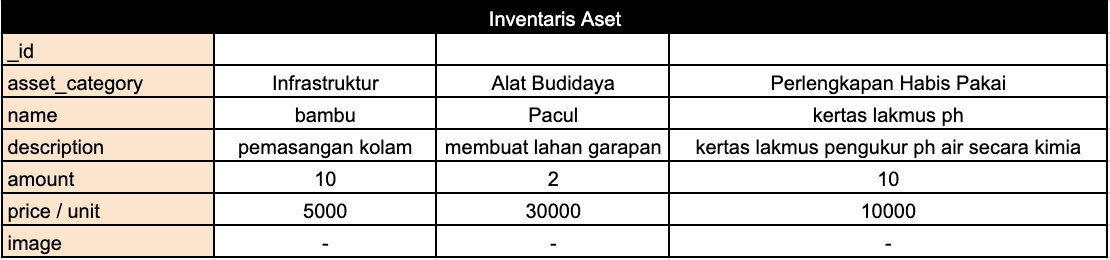 Inventaris Aset
_id
asset_category Infrastruktur Alat Budidaya Perlengkapan Habis Pakai
name bambu Pacul kertas lakmus ph
description pemasangan kolam membuat lahan garapan kertas lakmus pengukur ph air secara kimia
amount 10 2 10
price / unit 5000 30000 10000
image - - -